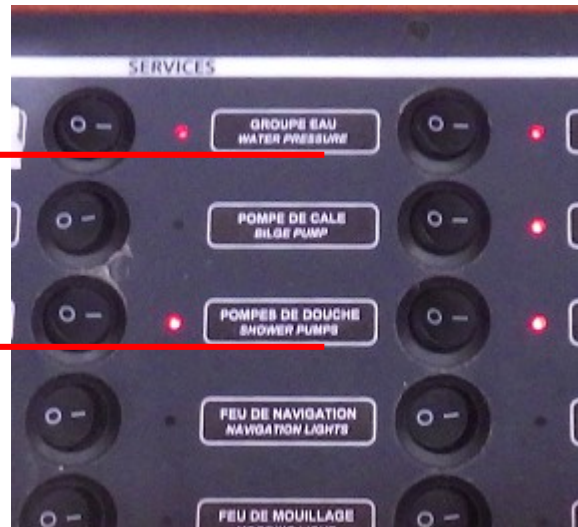 SERVICES
GROUPE EAU
WATER PRESSURE
POMPE DE CALE
BILGE PUMP
POMPES DE DOUCHE
SHOWER PUMPS
FEU DE NAVIGATION
NAVIGATION LIGHTS
FEU DE MOUILLAGE